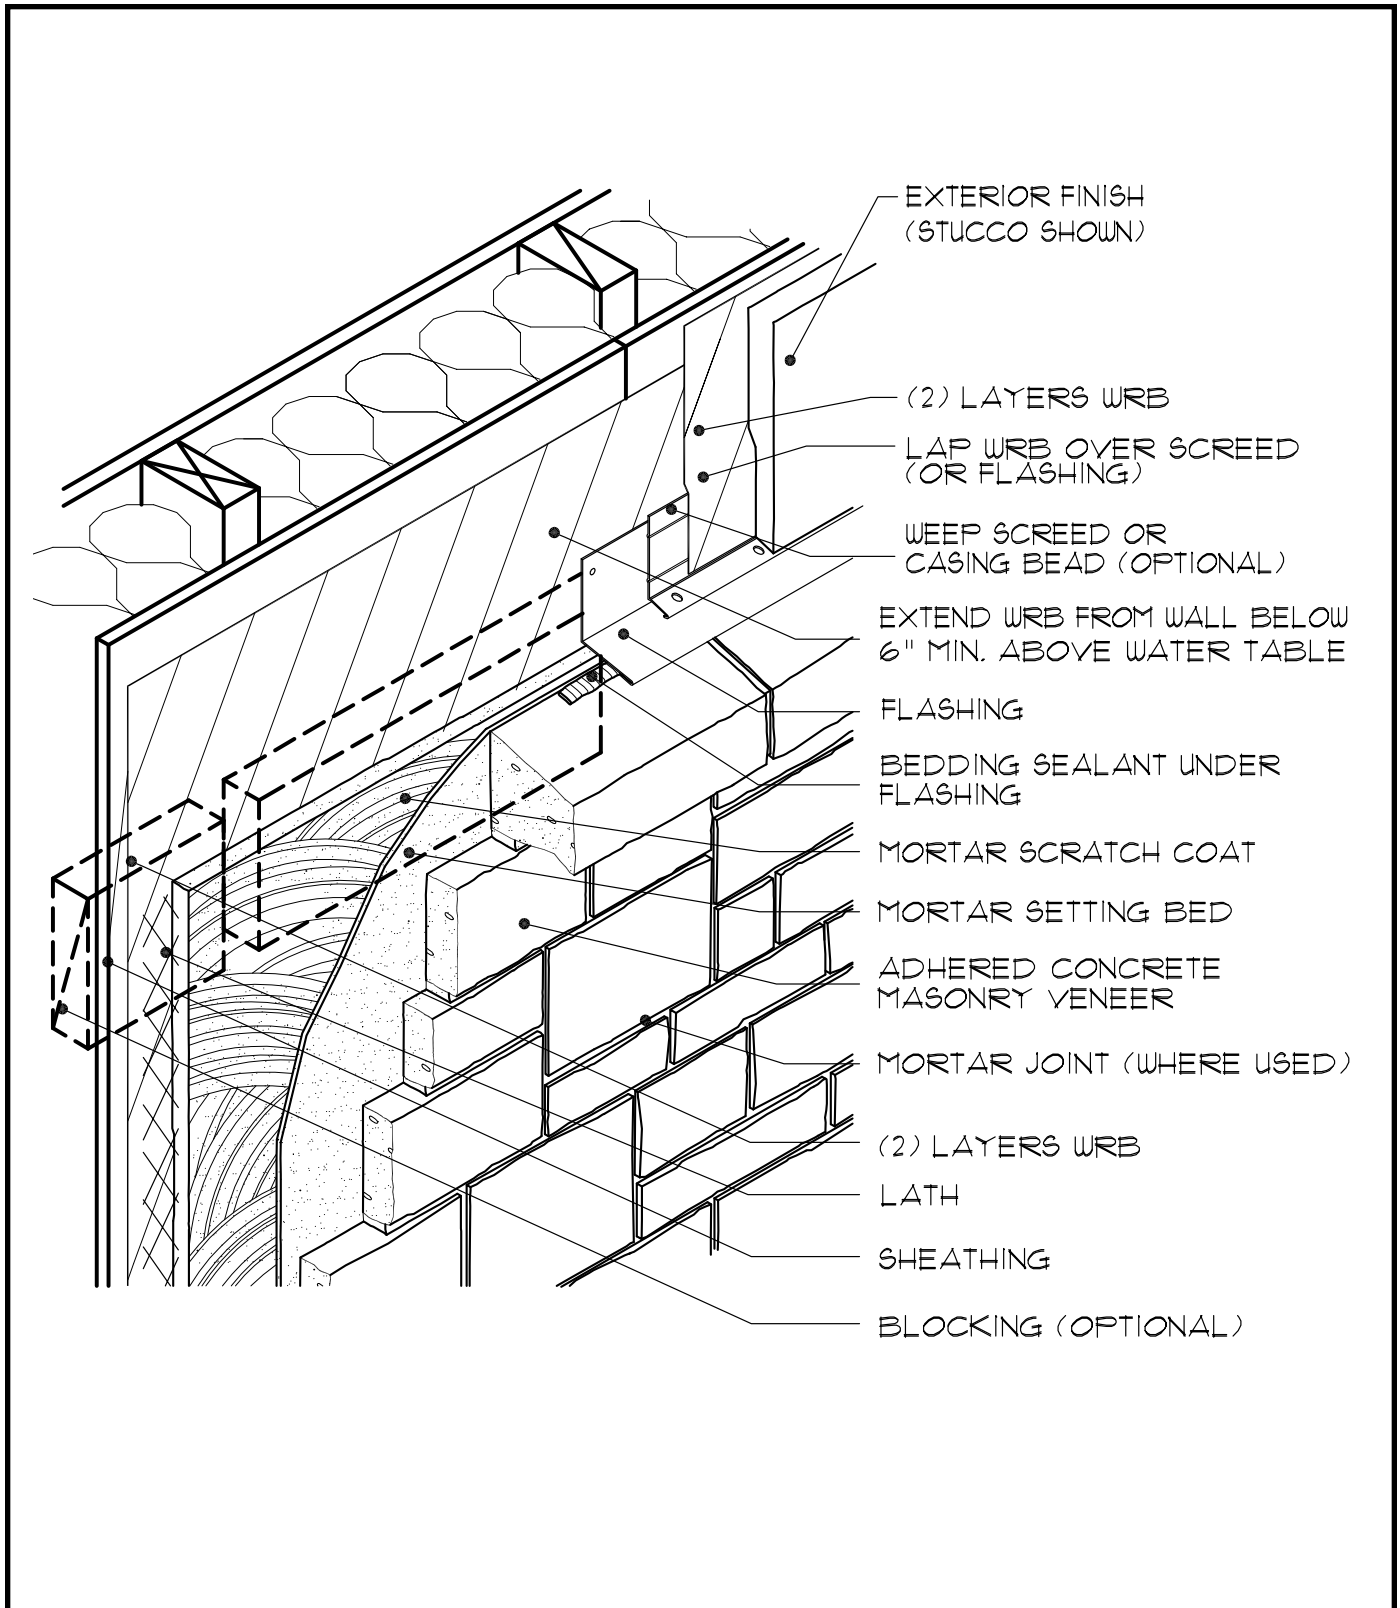 EXTERIOR FINISH
(STUCCO SHOWN)
(2) LAYERS WRB
LAP WRB OVER SCREED
(OR FLASHING)
WEEP SCREED OR
CASING BEAD (OPTIONAL)
EXTEND WRB FROM WALL BELOW
6" MIN. ABOVE WATER TABLE
FLASHING
BEDDING SEALANT UNDER
FLASHING
MORTAR SCRATCH COAT
MORTAR SETTING BED
ADHERED CONCRETE
MASONRY VENEER
MORTAR JOINT (WHERE USED)
(2) LAYERS WRB
LATH
SHEATHING
BLOCKING (OPTIONAL)